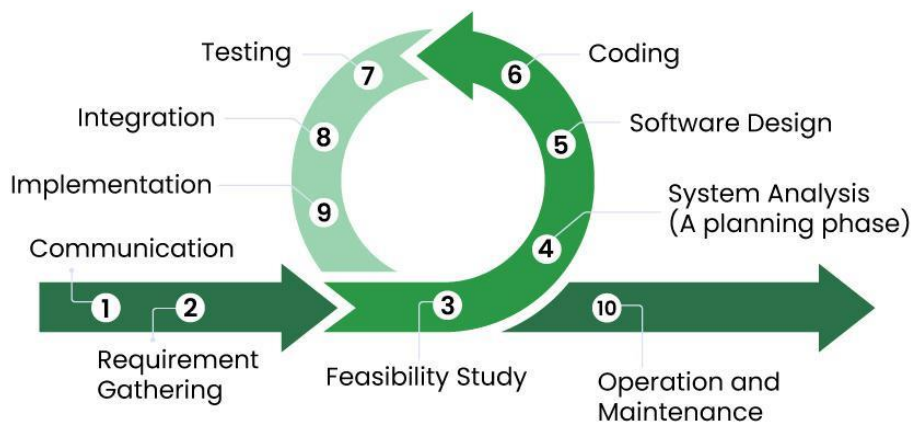 Testing
7
6
Coding
Integration
8
5
Software Design
Implementation
9
System Analysis
(A planning phase)
4
Communication
1
2
3
10
Requirement
Gathering
Feasibility Study
Operation and
Maintenance